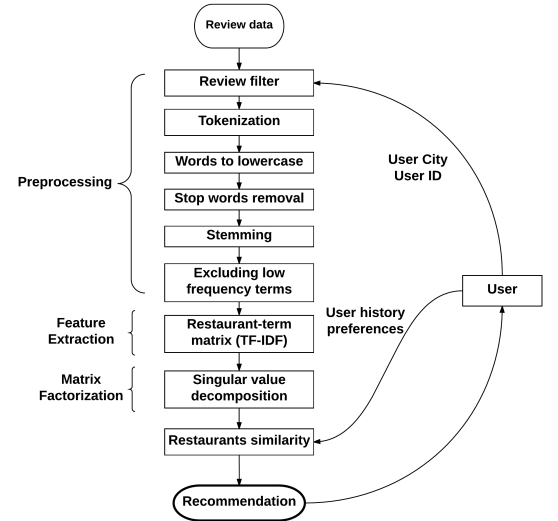 Review data
Review filter
Tokenization
Words to lowercase
Stop words removal
Stemming
Excluding low
frequency terms
Preprocessing
Restaurant-term
matrix (TF-IDF)
Feature
Extraction
Singular value
decomposition
Matrix
Factorization
Restaurants similarity
Recommendation
User City
User ID
User
User history
preferences